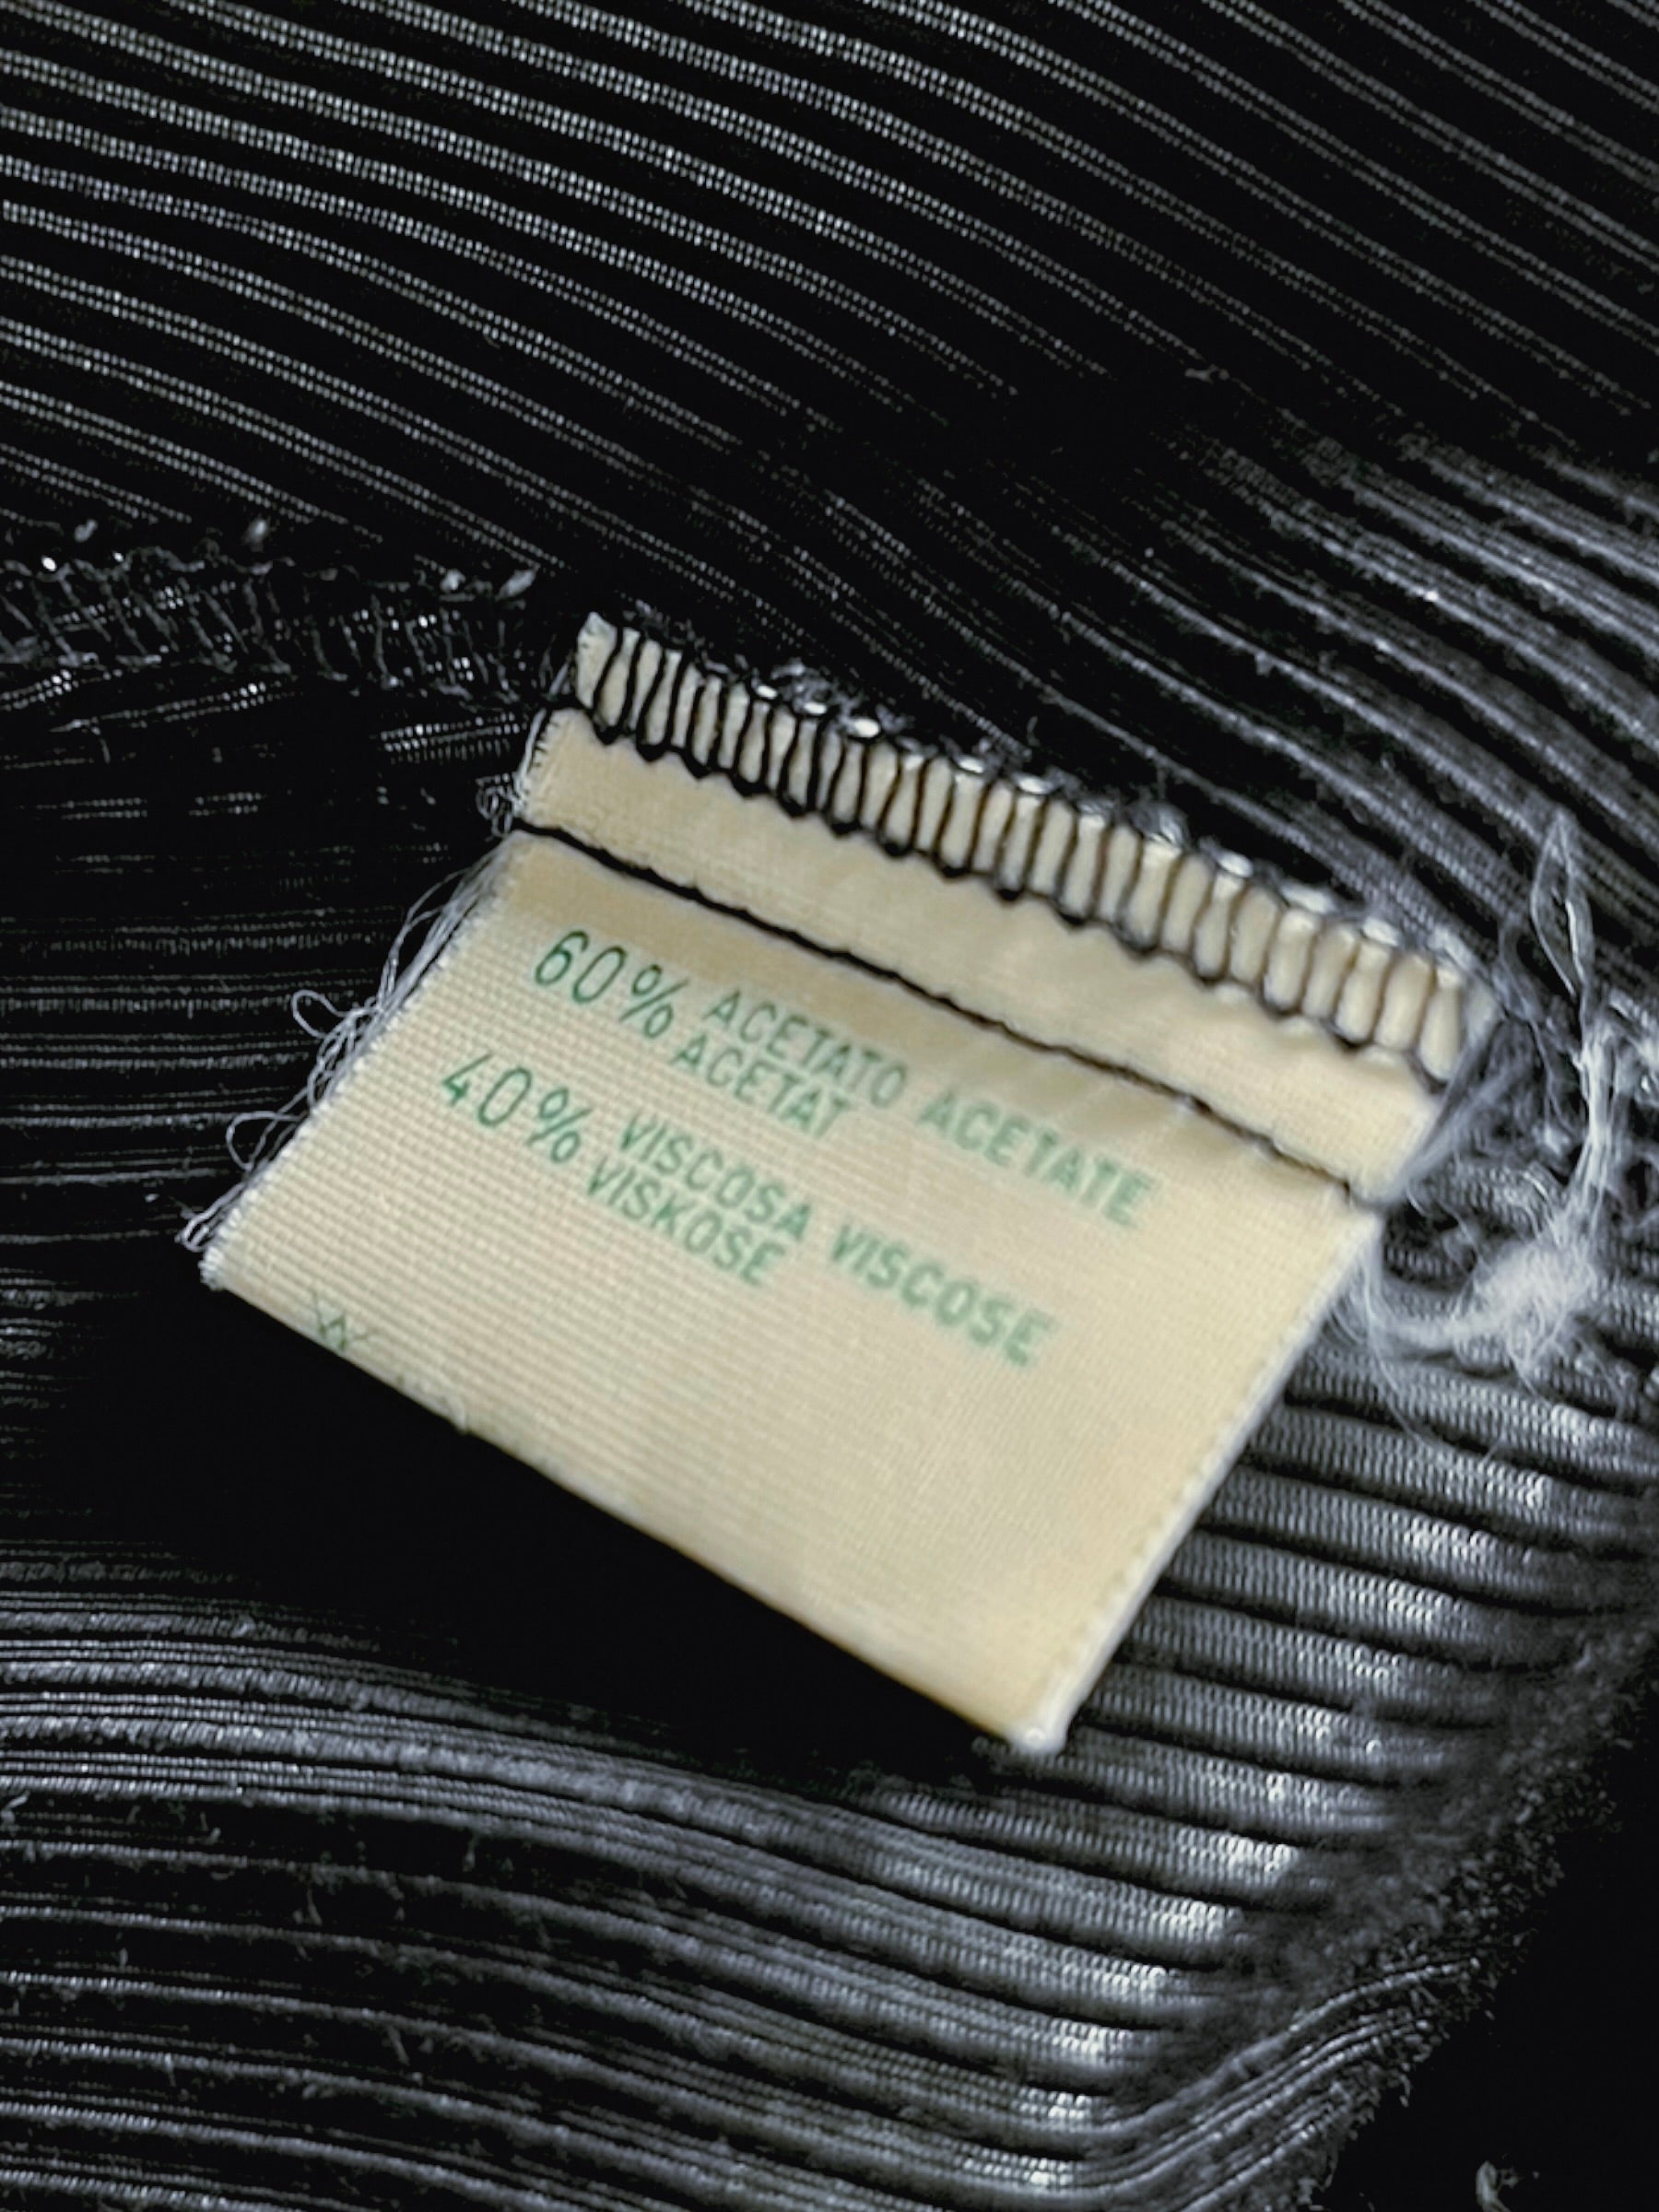 60% ACETATO ACETATE
ACETAT
40% VISCOSA VISCOSE
VISKOSE